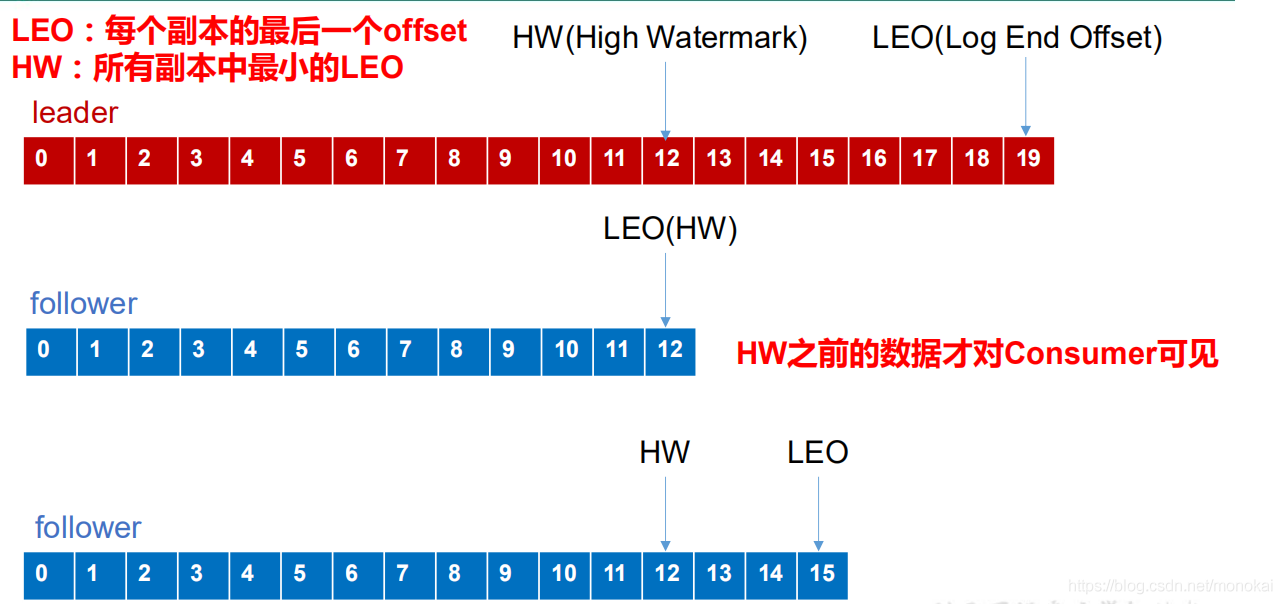 LEO：每个副本的最后一个offset
HW：所有副本中最小的LEO
HW(High Watermark)
LEO(Log End Offset)
leader
0 1 2 3 4 5 6 7 8 9 10 11 12 13 14 15 16 17 18 19
LEO(HW)
follower
0 1 2 3 4 5 6 7 8 9 10 11 12
HW之前的数据才对Consumer可见
HW
LEO
follower
0 1 2 3 4 5 6 7 8 9 10 11 12 13 14 15
https://blog.csdn.net/monokai